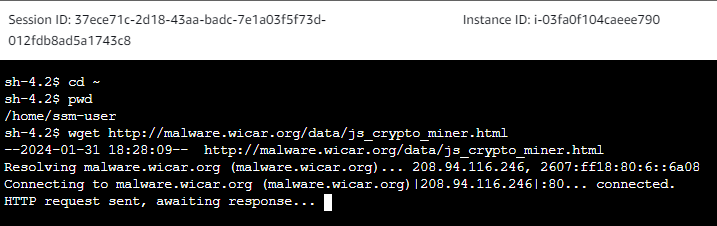 Session ID: 37ece71c-2d18-43aa-badc-7e1a03f5f73d-012fdb8ad5a1743c8
Instance ID: i-03fa0f104caeee790
sh-4.2$ cd ~
sh-4.2$ pwd
/home/ssm-user
sh-4.2$ wget http://malware.wicar.org/data/js_crypto_miner.html
--2024-01-31 18:28:09--  http://malware.wicar.org/data/js_crypto_miner.html
Resolving malware.wicar.org (malware.wicar.org)... 208.94.116.246, 2607:ff18:80:6::6a08
Connecting to malware.wicar.org (malware.wicar.org)|208.94.116.246|:80... connected.
HTTP request sent, awaiting response...